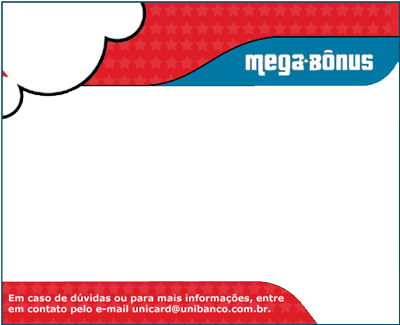 mega-BÔNUS
Em caso de dúvidas ou para mais informações, entre
em contato pelo e-mail unicard@unibanco.com.br.